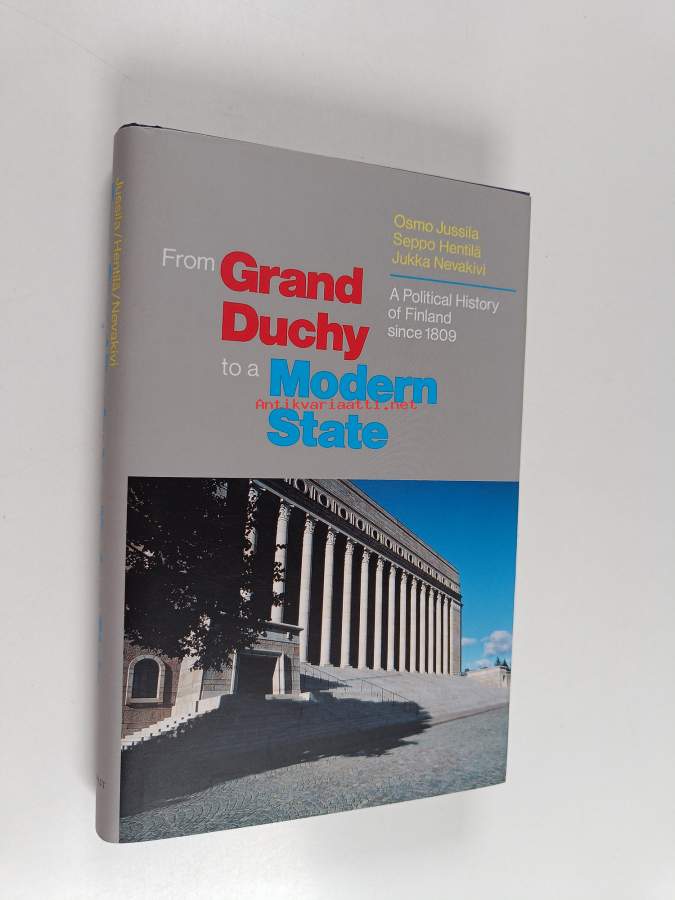 Jussila/Hentilä/Nevakivi
Osmo Jussila
Seppo Hentilä
Jukka Nevakivi
A Political History
of Finland
since 1809
From Grand
Duchy
to a Modern
State
Antikvariaatti.net